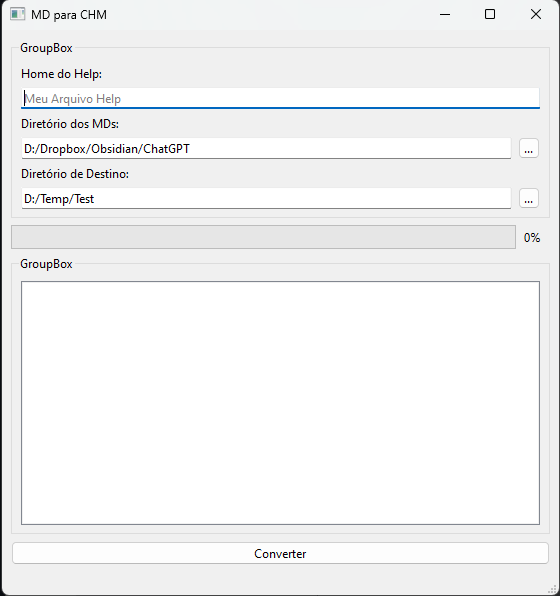 MD para CHM
GroupBox
Home do Help:
Meu Arquivo Help
Diretório dos MDs:
D:/Dropbox/Obsidian/ChatGPT
...
Diretório de Destino:
D:/Temp/Test
...
0%
GroupBox
Converter